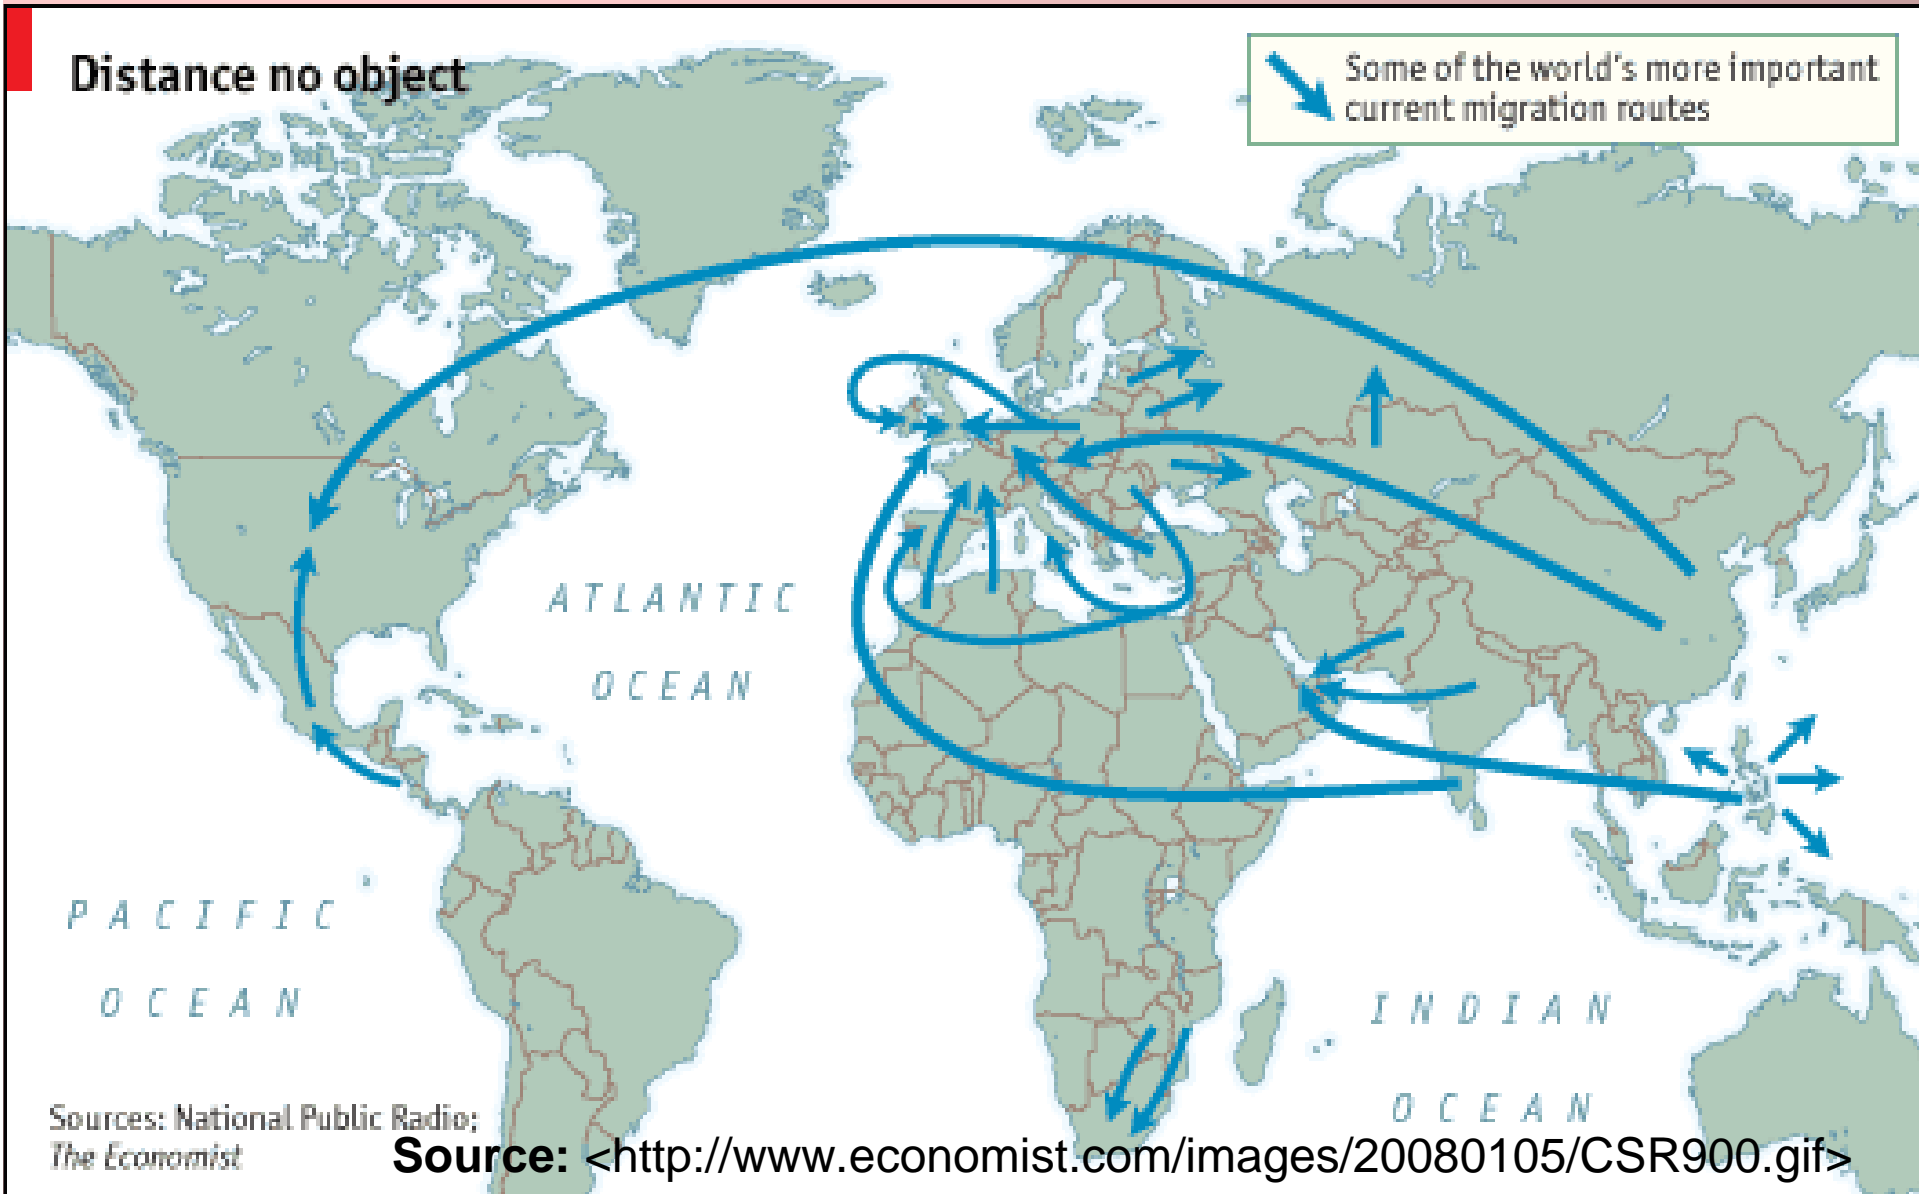 Distance no object
Some of the world's more important
current migration routes
ATLANTIC
OCEAN
PACIFIC
OCEAN
INDIAN
OCEAN
Sources: National Public Radio;
The Economist
Source: <http://www.economist.com/images/20080105/CSR900.gif>